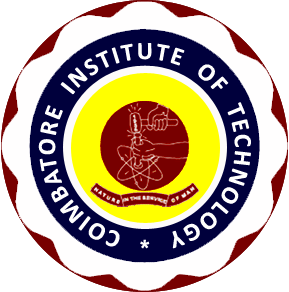 COIMBATORE INSTITUTE OF TECHNOLOGY *
NATURE IN THE SERVICE OF MAN